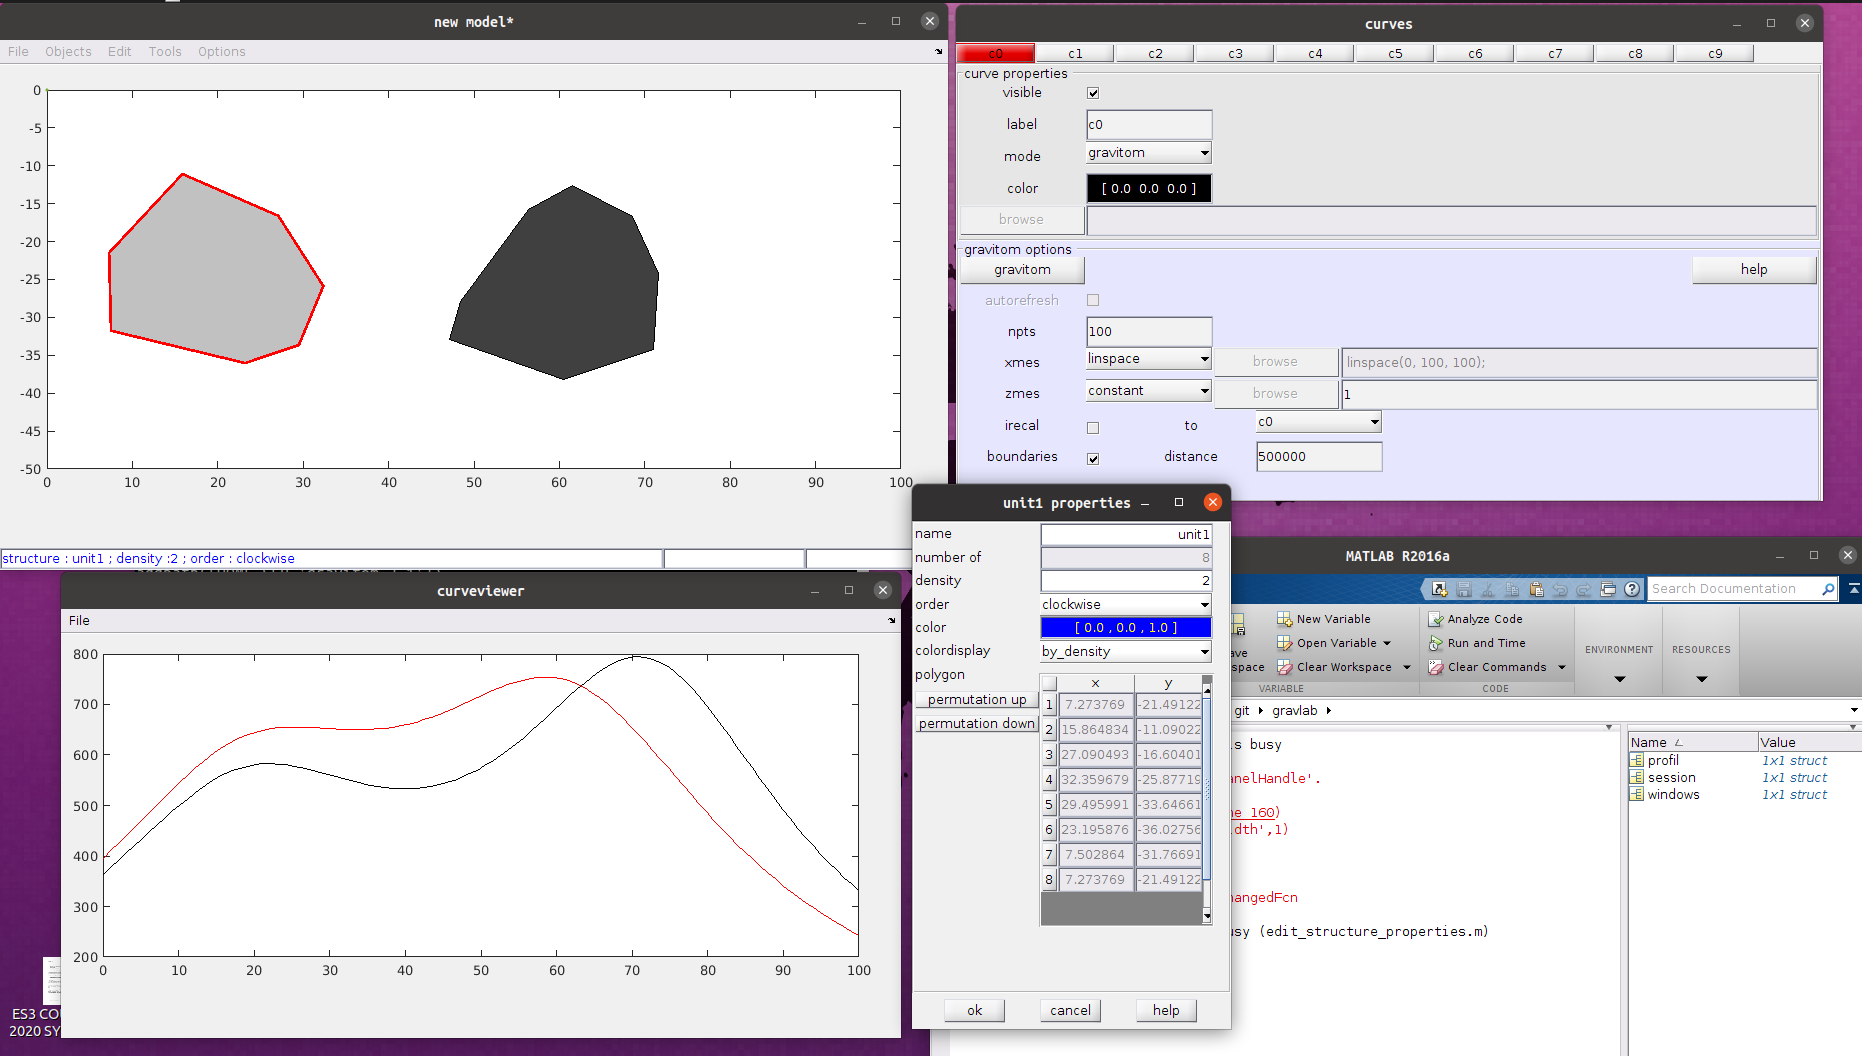 new model*
File Objects Edit Tools Options
0
-5
-10
-15
-20
-25
-30
-35
-40
-45
-50
0 10 20 30 40 50 60 70 80 90 100
structure : unit1 ; density :2 ; order : clockwise
curves
c0 c1 c2 c3 c4 c5 c6 c7 c8 c9
curve properties
visible
label c0
mode gravitom
color [ 0.0 0.0 0.0 ]
browse
gravitom options
gravitom help
autorefresh
npts 100
xmes linspace browse linspace(0, 100, 100);
zmes constant browse 1
irecal to c0
boundaries distance 500000
unit1 properties
name unit1
number of 8
density 2
order clockwise
color [ 0.0 , 0.0 , 1.0 ]
colordisplay by_density
polygon
permutation up
permutation down
x y
1 7.273769 -21.49122
2 15.864834 -11.09022
3 27.090493 -16.60401
4 32.359679 -25.87719
5 29.495991 -33.64661
6 23.195876 -36.02756
7 7.502864 -31.76691
8 7.273769 -21.49122
ok cancel help
curveviewer
File
800
700
600
500
400
300
200
0 10 20 30 40 50 60 70 80 90 100
MATLAB R2016a
Search Documentation
New Variable
Open Variable
Clear Workspace
ave
space
VARIABLE
Analyze Code
Run and Time
Clear Commands
CODE
ENVIRONMENT
RESOURCES
git gravlab
s busy
anelHandle'.
ne 160)
dth',1)
hangedFcn
usy (edit_structure_properties.m)
Name Value
profil 1x1 struct
session 1x1 struct
windows 1x1 struct
ES3 COU
2020 SY